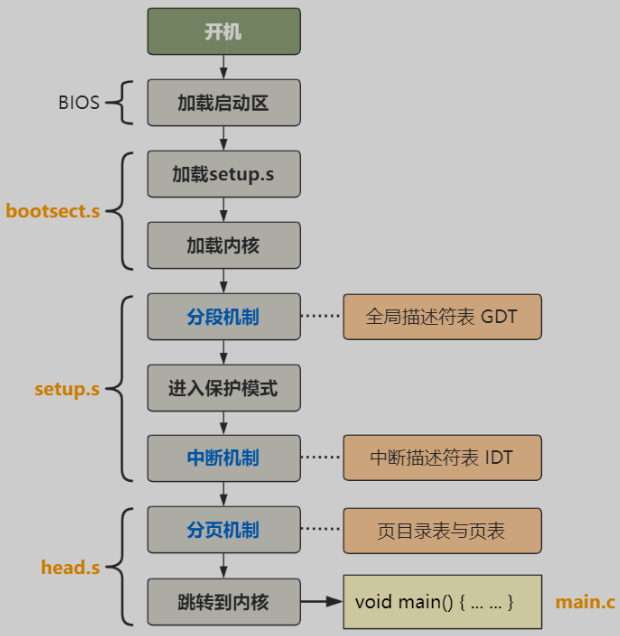 开机
BIOS
加载启动区
加载setup.s
bootsect.s
加载内核
分段机制
全局描述符表 GDT
setup.s
进入保护模式
中断机制
中断描述符表 IDT
分页机制
页目录表与页表
head.s
跳转到内核
void main() { ... ... }
main.c